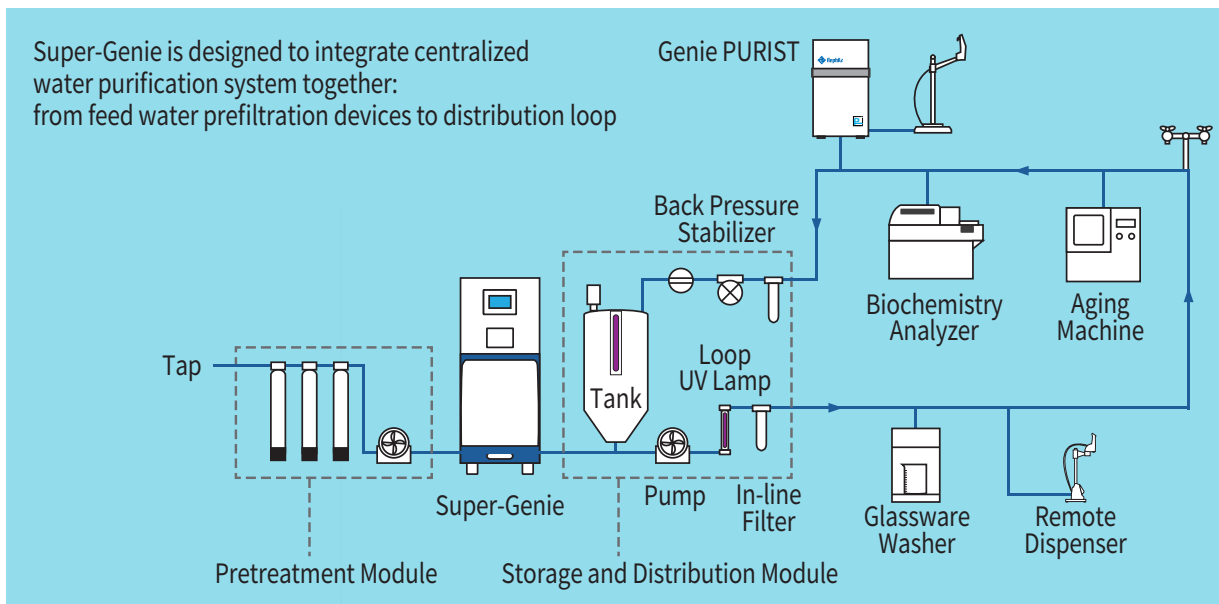 Super-Genie is designed to integrate centralized
water purification system together:
from feed water prefiltration devices to distribution loop
Genie PURIST
RephiLe
Back Pressure
Stabilizer
Biochemistry
Analyzer
Aging
Machine
Tap
Tank
Loop
UV Lamp
Super-Genie
Pump
In-line
Filter
Glassware
Washer
Remote
Dispenser
Pretreatment Module
Storage and Distribution Module